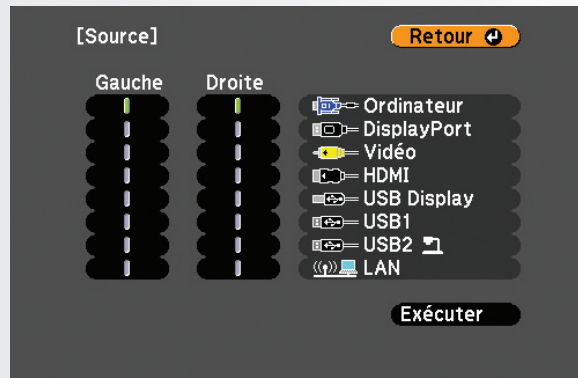 [Source]
Retour
Gauche Droite
Ordinateur
DisplayPort
Vidéo
HDMI
USB Display
USB1
USB2
LAN
Exécuter